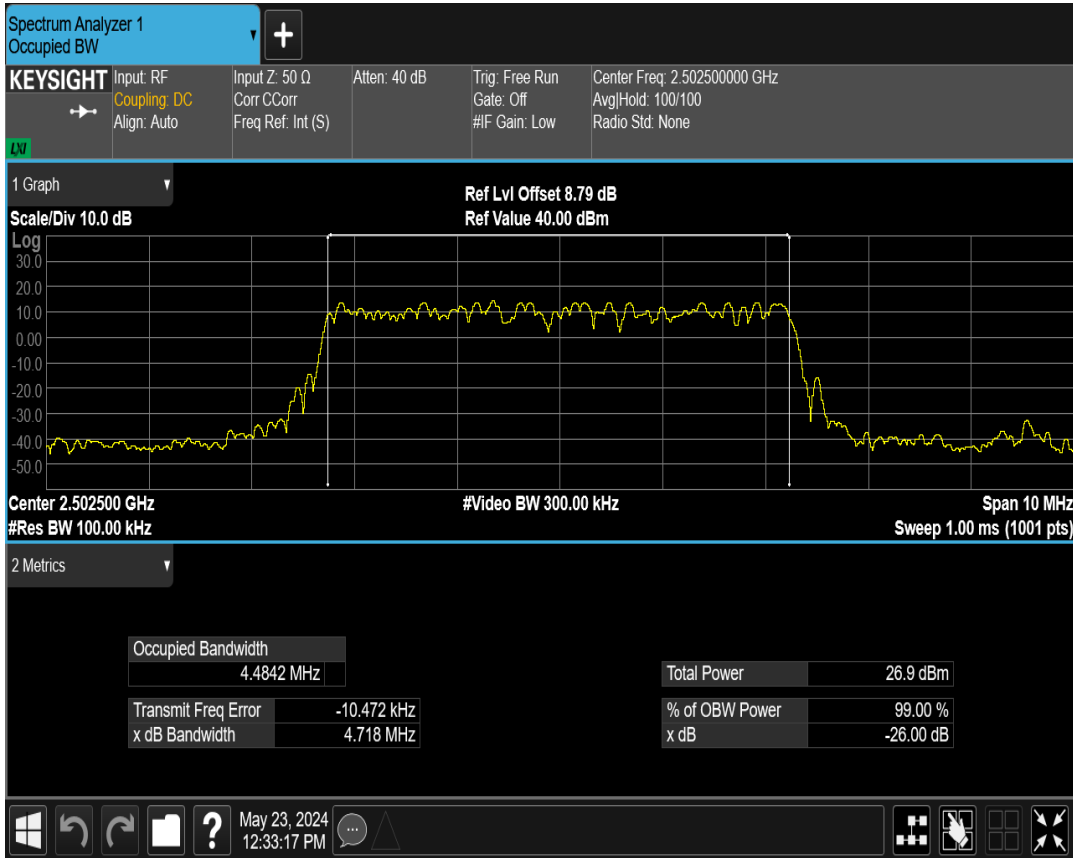 Spectrum Analyzer 1
Occupied BW
KEYSIGHT
LXI
Input: RF
Coupling: DC
Align: Auto
Input Z: 50 Ω
Corr CCorr
Freq Ref: Int (S)
Atten: 40 dB
Trig: Free Run
Gate: Off
#IF Gain: Low
Center Freq: 2.502500000 GHz
Avg|Hold: 100/100
Radio Std: None
1 Graph
Scale/Div 10.0 dB
Ref Lvl Offset 8.79 dB
Ref Value 40.00 dBm
Log
30.0
20.0
10.0
0.00
-10.0
-20.0
-30.0
-40.0
-50.0
Center 2.502500 GHz
#Res BW 100.00 kHz
#Video BW 300.00 kHz
Span 10 MHz
Sweep 1.00 ms (1001 pts)
2 Metrics
Occupied Bandwidth
4.4842 MHz
Transmit Freq Error -10.472 kHz
x dB Bandwidth 4.718 MHz
Total Power 26.9 dBm
% of OBW Power 99.00 %
x dB -26.00 dB
May 23, 2024
12:33:17 PM